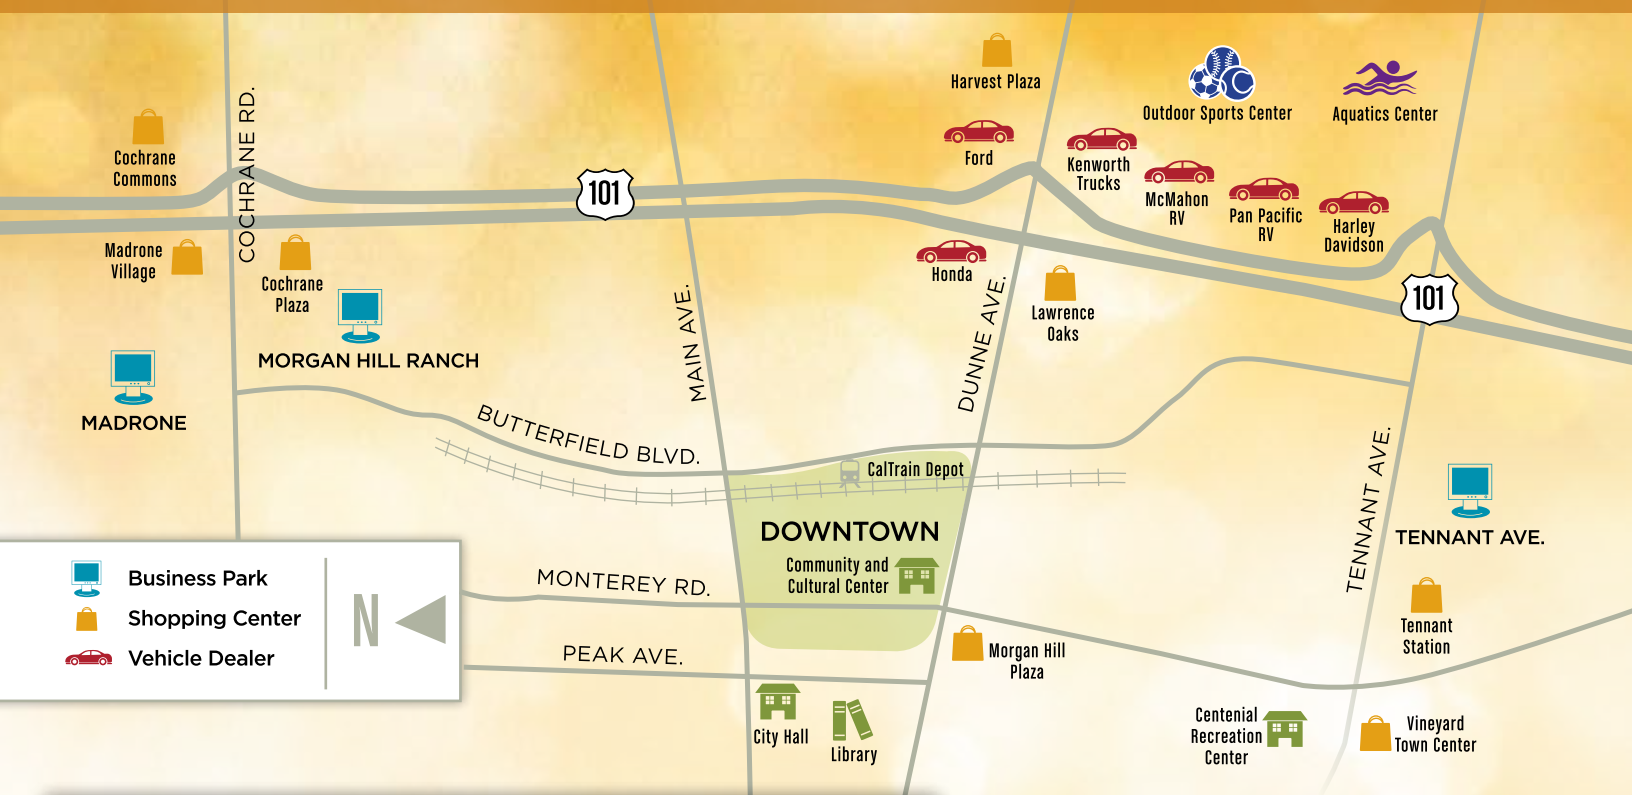 Harvest Plaza
Outdoor Sports Center
Aquatics Center
Cochrane
Commons
COCHRANE RD.
Ford
Kenworth
Trucks
McMahon
RV
Pan Pacific
RV
Harley
Davidson
101
Madrone
Village
Cochrane
Plaza
Honda
Lawrence
Oaks
101
MORGAN HILL RANCH
MADRONE
MAIN AVE.
DUNNE AVE.
BUTTERFIELD BLVD.
CalTrain Depot
TENNANT AVE.
TENNANT AVE.
DOWNTOWN
Community and
Cultural Center
MONTEREY RD.
PEAK AVE.
Business Park
Shopping Center
Vehicle Dealer
N
Morgan Hill
Plaza
Tennant
Station
City Hall
Library
Centenial
Recreation
Center
Vineyard
Town Center